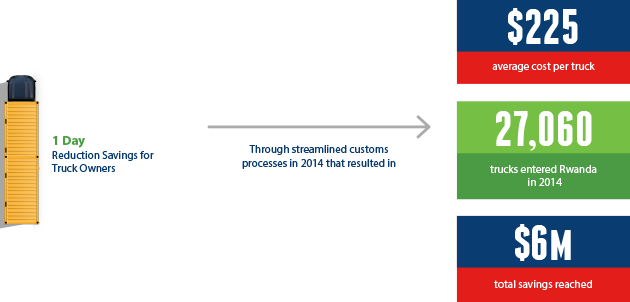 1 Day
Reduction Savings for
Truck Owners
Through streamlined customs
processes in 2014 that resulted in
$225
average cost per truck
27,060
trucks entered Rwanda
in 2014
$6M
total savings reached